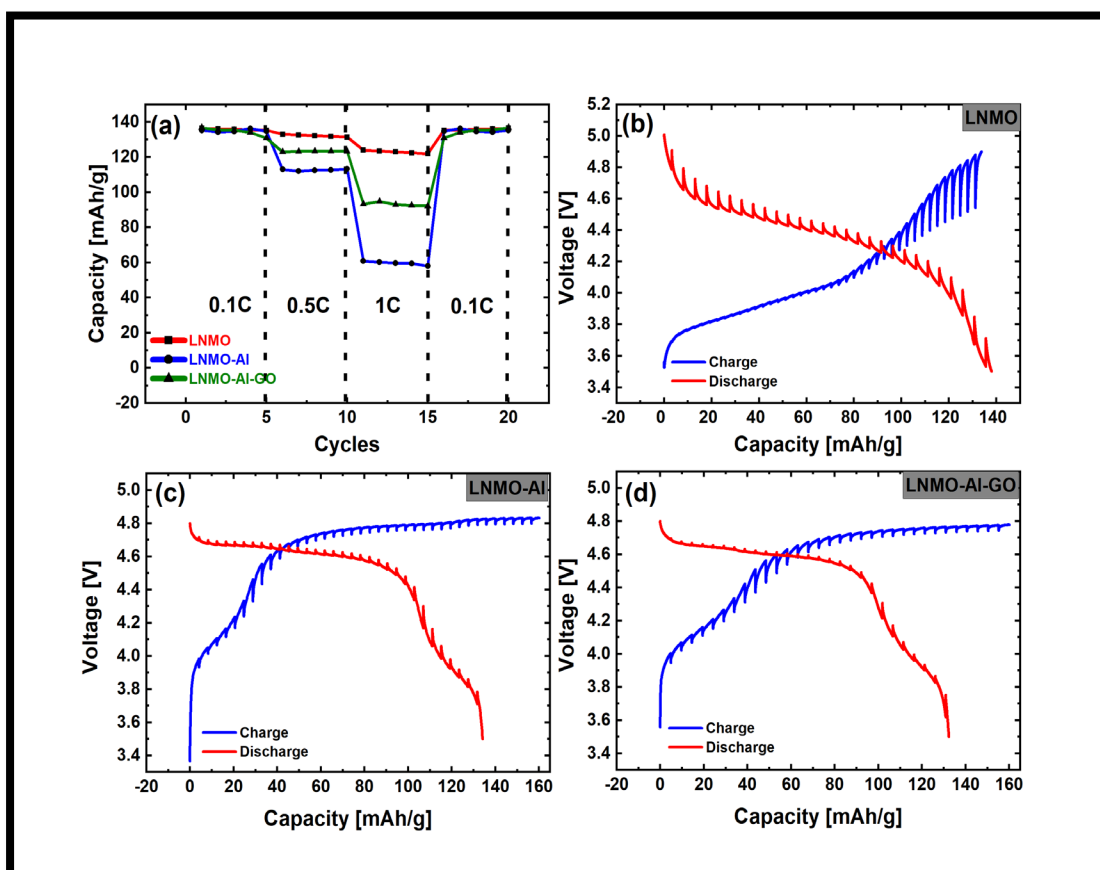 (a)
140
120
100
80
60
40
20
0
-20
0.1C 0.5C 1C 0.1C
LNMO
LNMO-Al
LNMO-Al-GO
0 5 10 15 20
Cycles
Capacity [mAh/g]
(b)
LNMO
5.2
5.0
4.8
4.6
4.4
4.2
4.0
3.8
3.6
3.4
Charge
Discharge
-20 0 20 40 60 80 100 120 140
Capacity [mAh/g]
Voltage [V]
(c)
LNMO-Al
5.0
4.8
4.6
4.4
4.2
4.0
3.8
3.6
3.4
Charge
Discharge
-20 0 20 40 60 80 100 120 140 160
Capacity [mAh/g]
Voltage [V]
(d)
LNMO-Al-GO
5.0
4.8
4.6
4.4
4.2
4.0
3.8
3.6
3.4
Charge
Discharge
-20 0 20 40 60 80 100 120 140 160
Capacity [mAh/g]
Voltage [V]